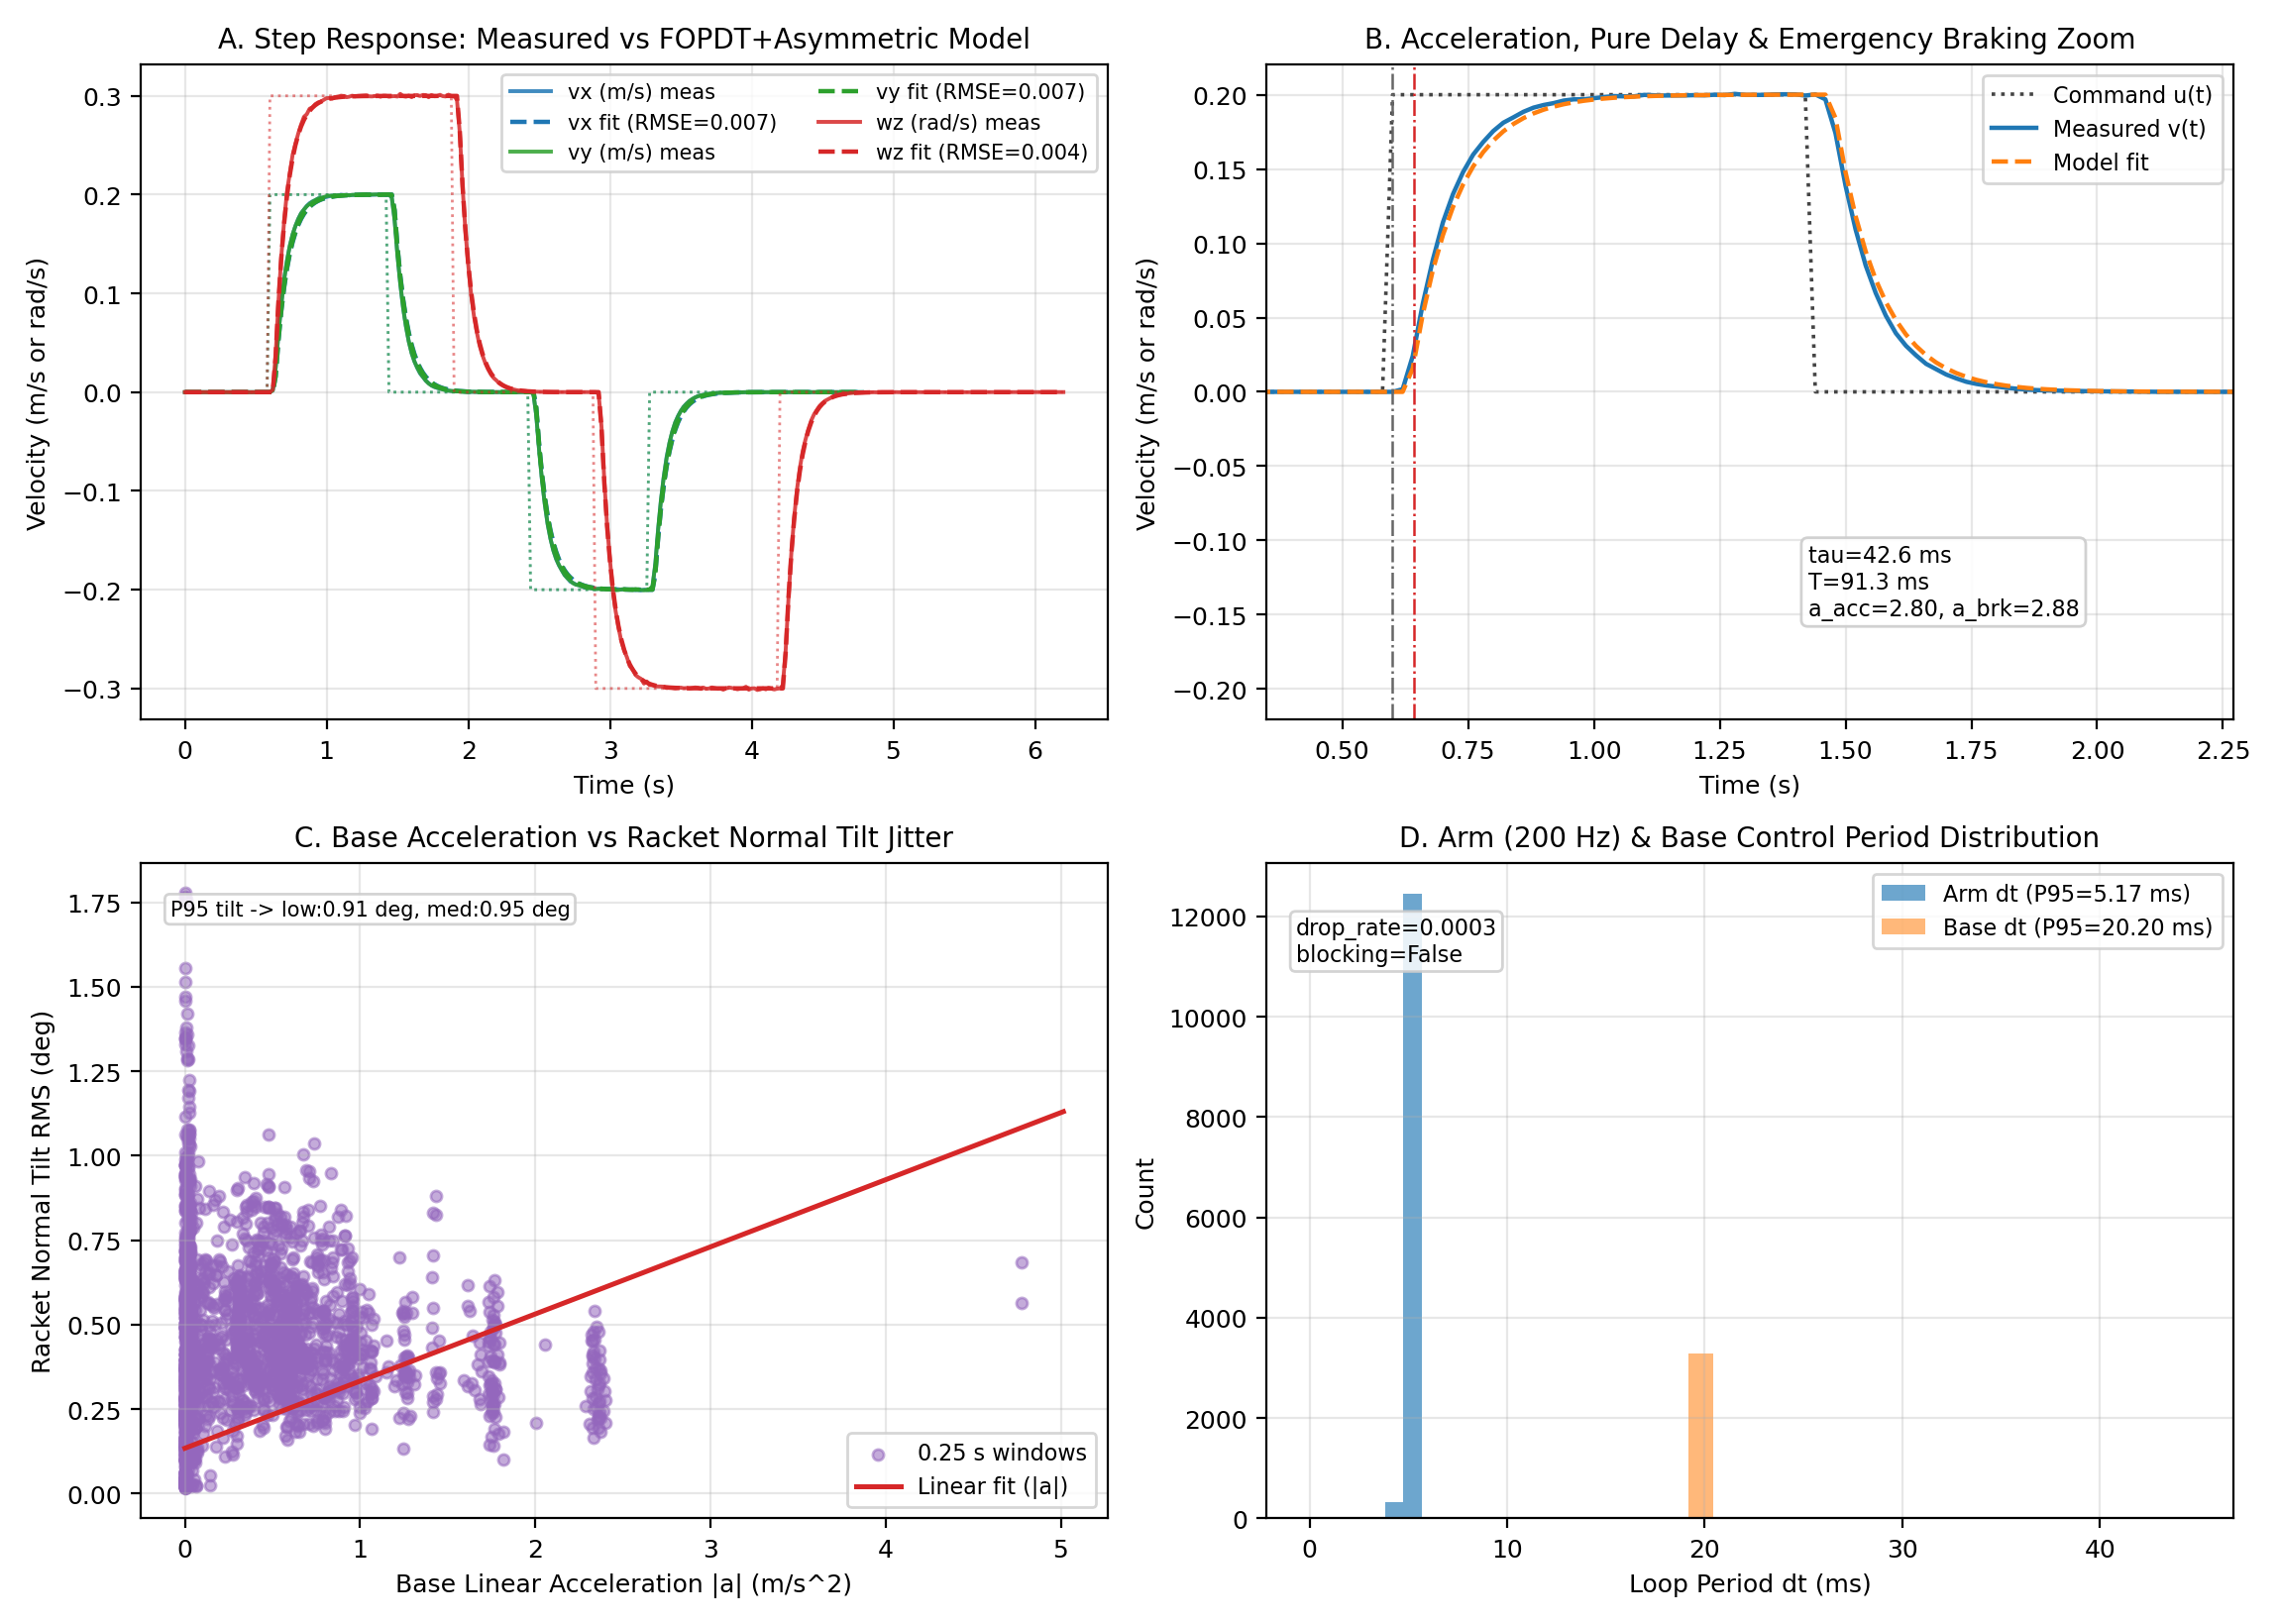 A. Step Response: Measured vs FOPDT+Asymmetric Model
vx (m/s) meas
vx fit (RMSE=0.007)
vy (m/s) meas
vy fit (RMSE=0.007)
wz (rad/s) meas
wz fit (RMSE=0.004)
Velocity (m/s or rad/s)
0.3
0.2
0.1
0.0
−0.1
−0.2
−0.3
0 1 2 3 4 5 6
Time (s)
B. Acceleration, Pure Delay & Emergency Braking Zoom
Command u(t)
Measured v(t)
Model fit
Velocity (m/s or rad/s)
0.20
0.15
0.10
0.05
0.00
−0.05
−0.10
−0.15
−0.20
tau=42.6 ms
T=91.3 ms
a_acc=2.80, a_brk=2.88
0.50 0.75 1.00 1.25 1.50 1.75 2.00 2.25
Time (s)
C. Base Acceleration vs Racket Normal Tilt Jitter
P95 tilt -> low:0.91 deg, med:0.95 deg
Racket Normal Tilt RMS (deg)
1.75
1.50
1.25
1.00
0.75
0.50
0.25
0.00
0.25 s windows
Linear fit (|a|)
0 1 2 3 4 5
Base Linear Acceleration |a| (m/s^2)
D. Arm (200 Hz) & Base Control Period Distribution
Arm dt (P95=5.17 ms)
Base dt (P95=20.20 ms)
drop_rate=0.0003
blocking=False
Count
12000
10000
8000
6000
4000
2000
0
0 10 20 30 40
Loop Period dt (ms)